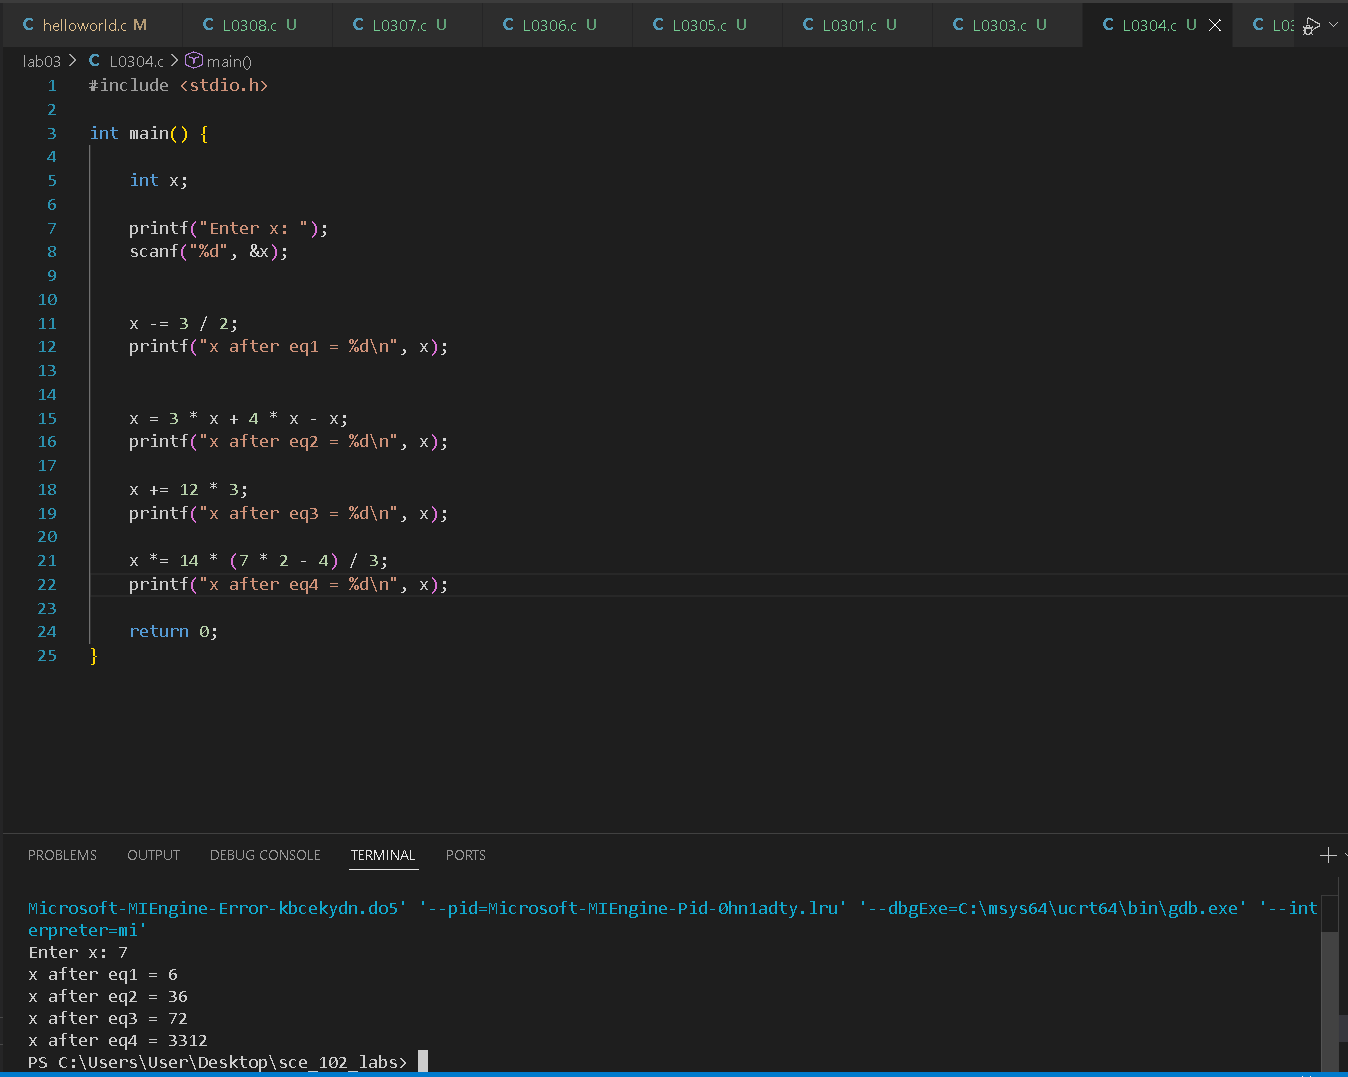 C helloworld.c M C L0308.c U C L0307.c U C L0306.c U C L0305.c U C L0301.c U C L0303.c U C L0304.c U C
lab03 > C L0304.c > main()
1 #include <stdio.h>
2
3 int main() {
4
5 int x;
6
7 printf("Enter x: ");
8 scanf("%d", &x);
9
10
11 x -= 3 / 2;
12 printf("x after eq1 = %d\n", x);
13
14
15 x = 3 * x + 4 * x - x;
16 printf("x after eq2 = %d\n", x);
17
18 x += 12 * 3;
19 printf("x after eq3 = %d\n", x);
20
21 x *= 14 * (7 * 2 - 4) / 3;
22 printf("x after eq4 = %d\n", x);
23
24 return 0;
25 }
PROBLEMS OUTPUT DEBUG CONSOLE TERMINAL PORTS
Microsoft-MIEngine-Error-kbcekydn.do5' '--pid=Microsoft-MIEngine-Pid-0hn1adty.lru' '--dbgExe=C:\msys64\ucrt64\bin\gdb.exe' '--int
erpreter=mi'
Enter x: 7
x after eq1 = 6
x after eq2 = 36
x after eq3 = 72
x after eq4 = 3312
PS C:\Users\User\Desktop\sce_102_labs>